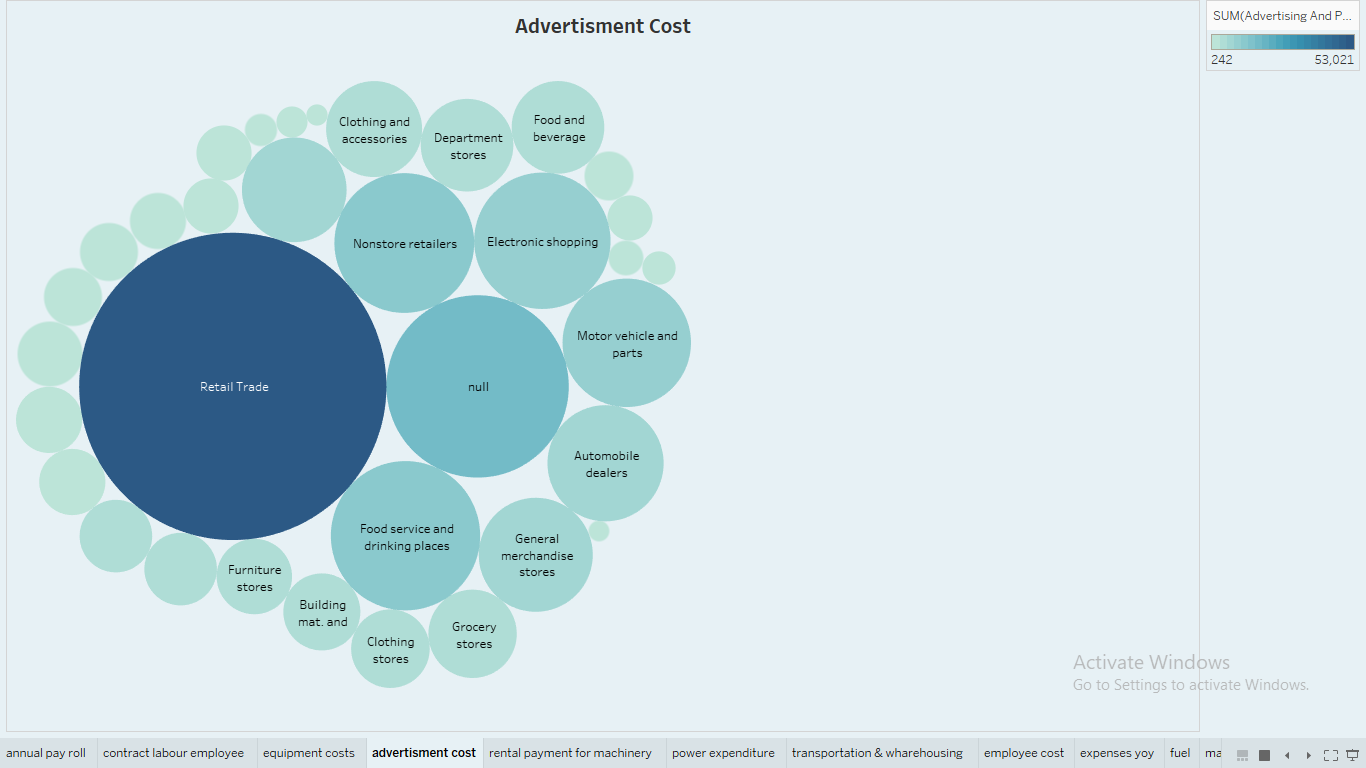 Advertisment Cost
SUM(Advertising And P...
242 53,021
Clothing and
accessories
Department
stores
Food and
beverage
Nonstore retailers
Electronic shopping
Motor vehicle and
parts
Retail Trade
null
Automobile
dealers
Food service and
drinking places
General
merchandise
stores
Furniture
stores
Building
mat. and
Clothing
stores
Grocery
stores
Activate Windows
Go to Settings to activate Windows.
annual pay roll contract labour employee equipment costs advertisment cost rental payment for machinery power expenditure transportation & wharehousing employee cost expenses yoy fuel ma